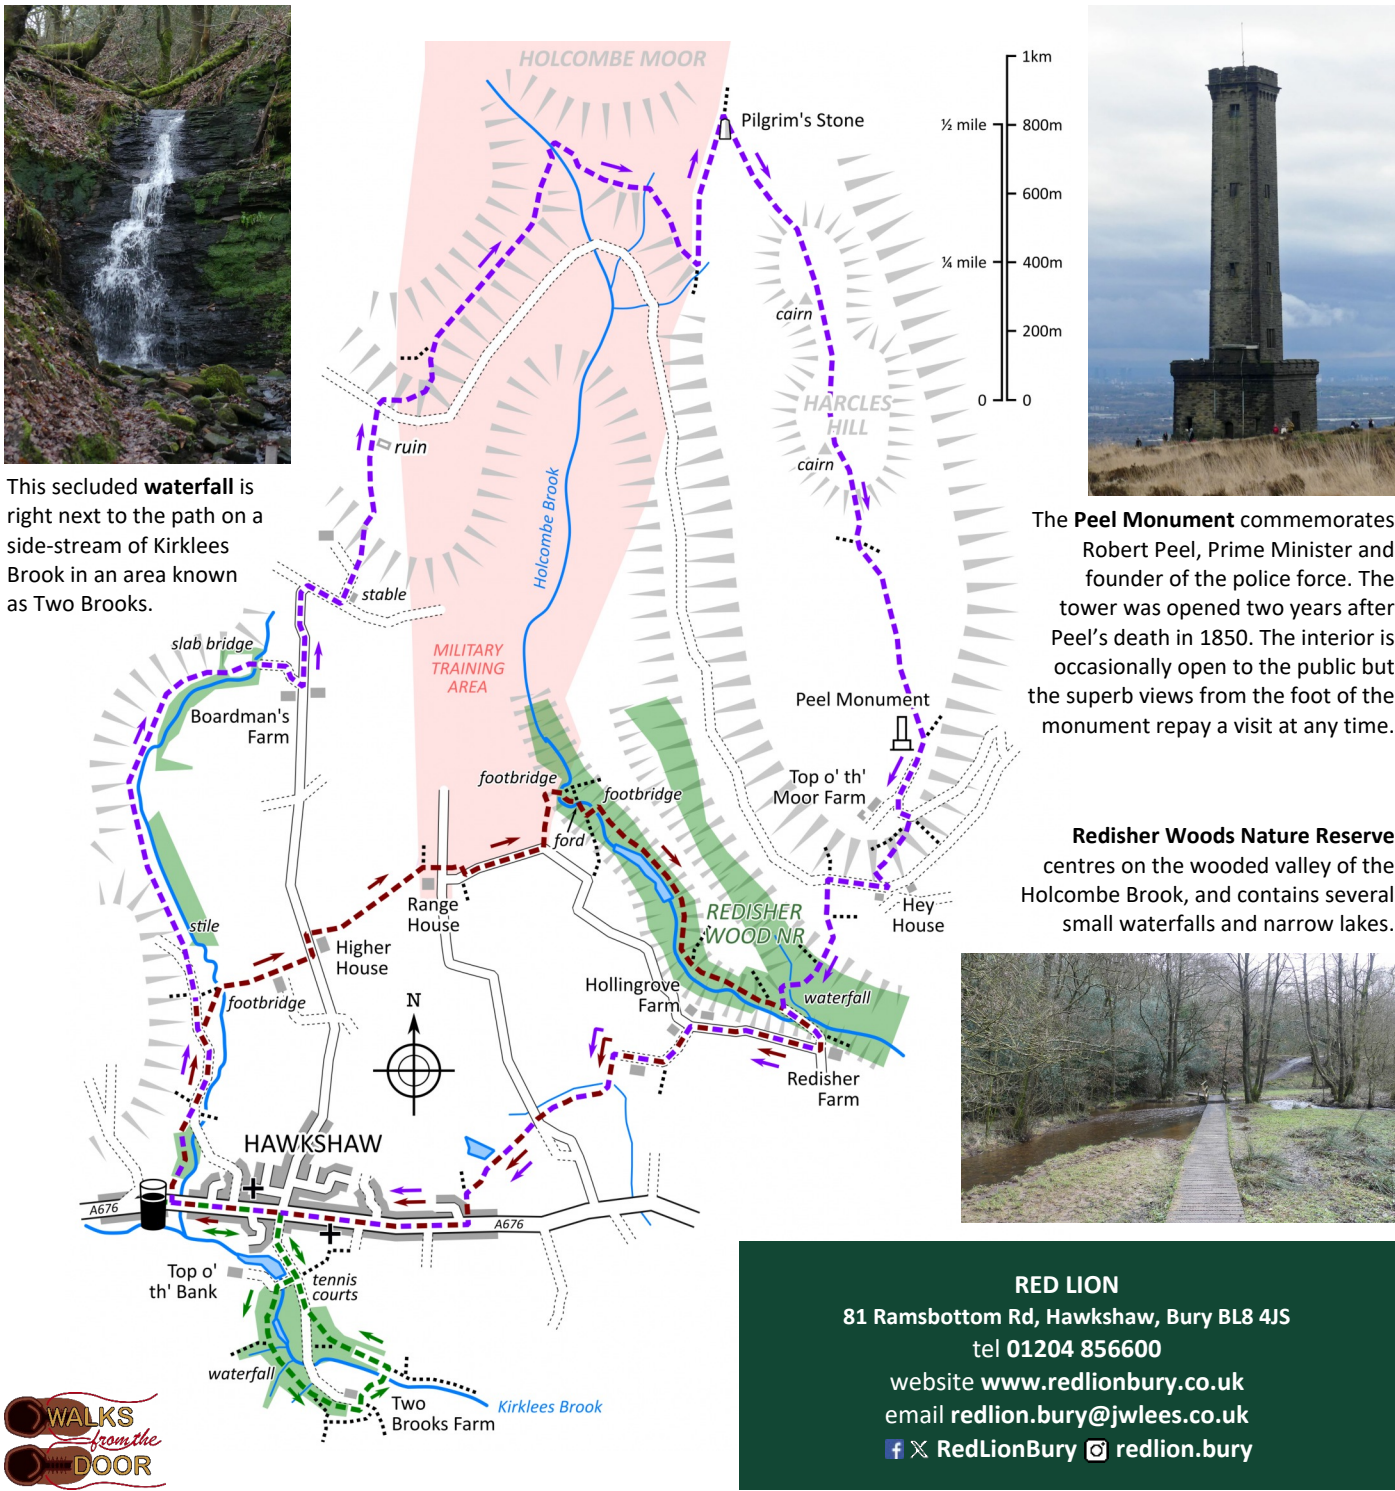 HOLCOMBE MOOR
Pilgrim's Stone
1km
½ mile
800m
600m
¼ mile
400m
200m
0
0
cairn
HARCLES
HILL
cairn
ruin
Holcombe Brook
stable
MILITARY
TRAINING
AREA
slab bridge
Boardman's
Farm
Peel Monument
Top o' th'
Moor Farm
footbridge
footbridge
ford
stile
Range
House
Higher
House
footbridge
REDISHER
WOOD NR
Hey
House
Hollingrove
Farm
waterfall
Redisher
Farm
N
HAWKSHAW
A676
A676
Top o'
th' Bank
tennis
courts
waterfall
Two
Brooks Farm
Kirklees Brook
This secluded waterfall is
right next to the path on a
side-stream of Kirklees
Brook in an area known
as Two Brooks.
The Peel Monument commemorates
Robert Peel, Prime Minister and
founder of the police force. The
tower was opened two years after
Peel’s death in 1850. The interior is
occasionally open to the public but
the superb views from the foot of the
monument repay a visit at any time.
Redisher Woods Nature Reserve
centres on the wooded valley of the
Holcombe Brook, and contains several
small waterfalls and narrow lakes.
WALKS
from the
DOOR
RED LION
81 Ramsbottom Rd, Hawkshaw, Bury BL8 4JS
tel 01204 856600
website www.redlionbury.co.uk
email redlion.bury@jwlees.co.uk
f X RedLionBury redlion.bury